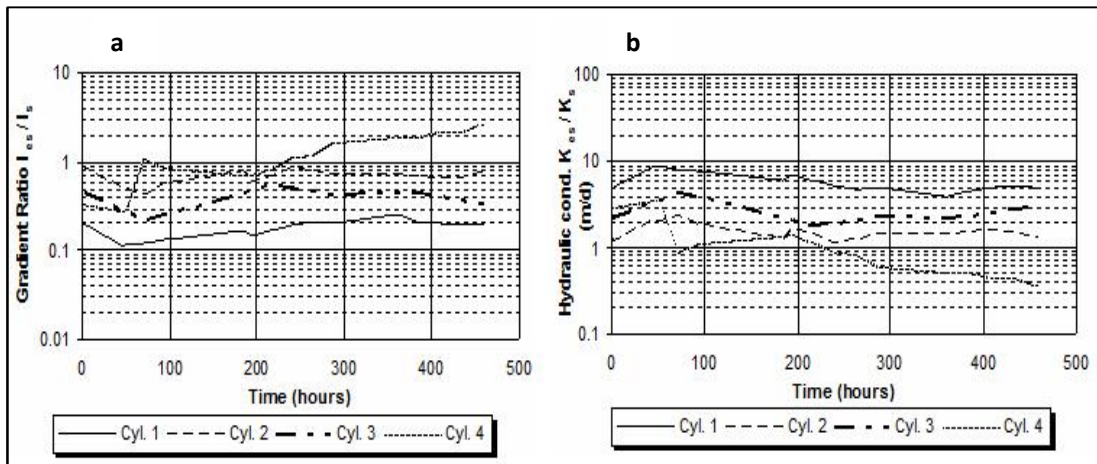 a
10
1
0.1
0.01
Gradient Ratio I es / I s
0 100 200 300 400 500
Time (hours)
Cyl. 1 Cyl. 2 Cyl. 3 Cyl. 4
b
100
10
1
0.1
Hydraulic cond. K es / K s
(m/d)
0 100 200 300 400 500
Time (hours)
Cyl. 1 Cyl. 2 Cyl. 3 Cyl. 4